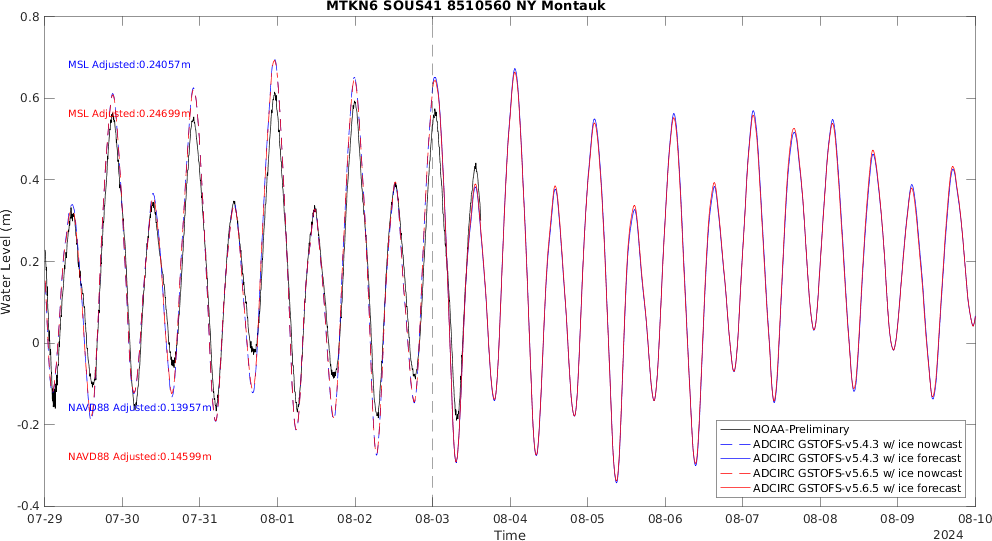 MTKN6 SOUS41 8510560 NY Montauk
0.8
MSL Adjusted:0.24057m
0.6
MSL Adjusted:0.24699m
0.4
Water Level (m)
0.2
0
NAVD88 Adjusted:0.13957m
-0.2
NAVD88 Adjusted:0.14599m
-0.4
NOAA-Preliminary
ADCIRC GSTOFS-v5.4.3 w/ ice nowcast
ADCIRC GSTOFS-v5.4.3 w/ ice forecast
ADCIRC GSTOFS-v5.6.5 w/ ice nowcast
ADCIRC GSTOFS-v5.6.5 w/ ice forecast
07-29 07-30 07-31 08-01 08-02 08-03 08-04 08-05 08-06 08-07 08-08 08-09 08-10
Time
2024